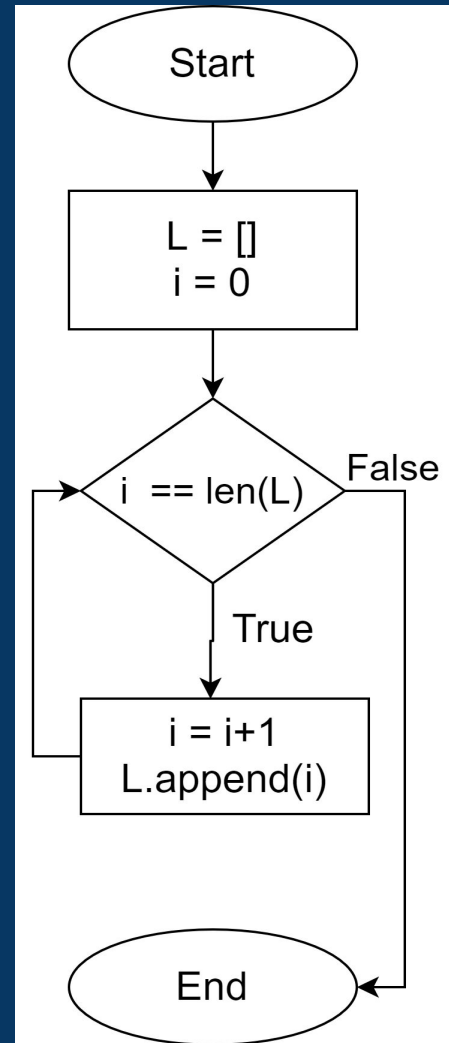 Start
L = []
i = 0
i == len(L)
False
True
i = i+1
L.append(i)
End